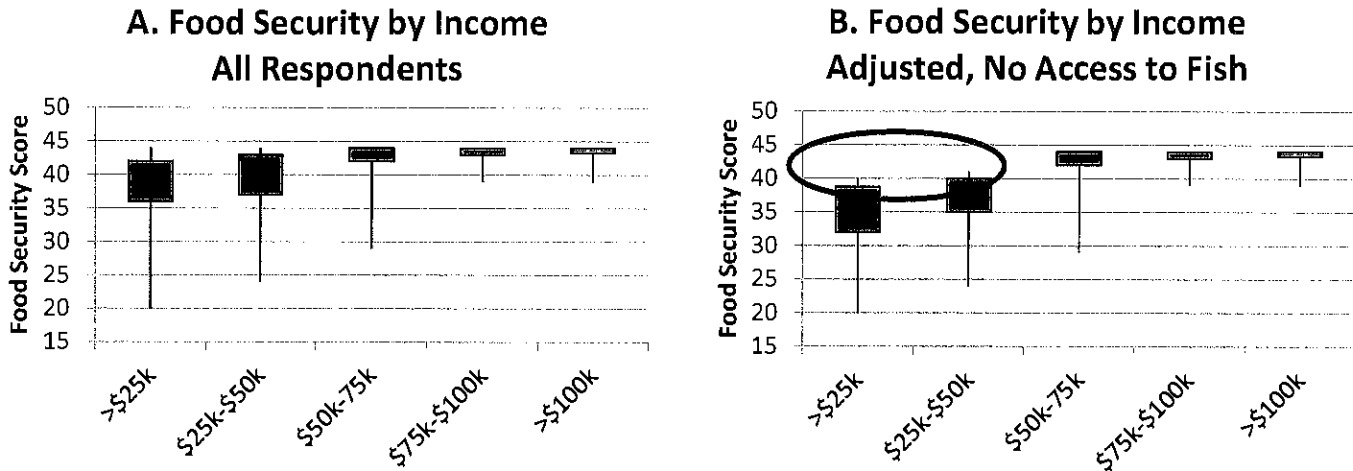 A. Food Security by Income
All Respondents
Food Security Score
50
45
40
35
30
25
20
15
>$25k
$25k-$50k
$50k-75k
$75k-$100k
>$100k
B. Food Security by Income
Adjusted, No Access to Fish
Food Security Score
50
45
40
35
30
25
20
15
>$25k
$25k-$50k
$50k-75k
$75k-$100k
>$100k